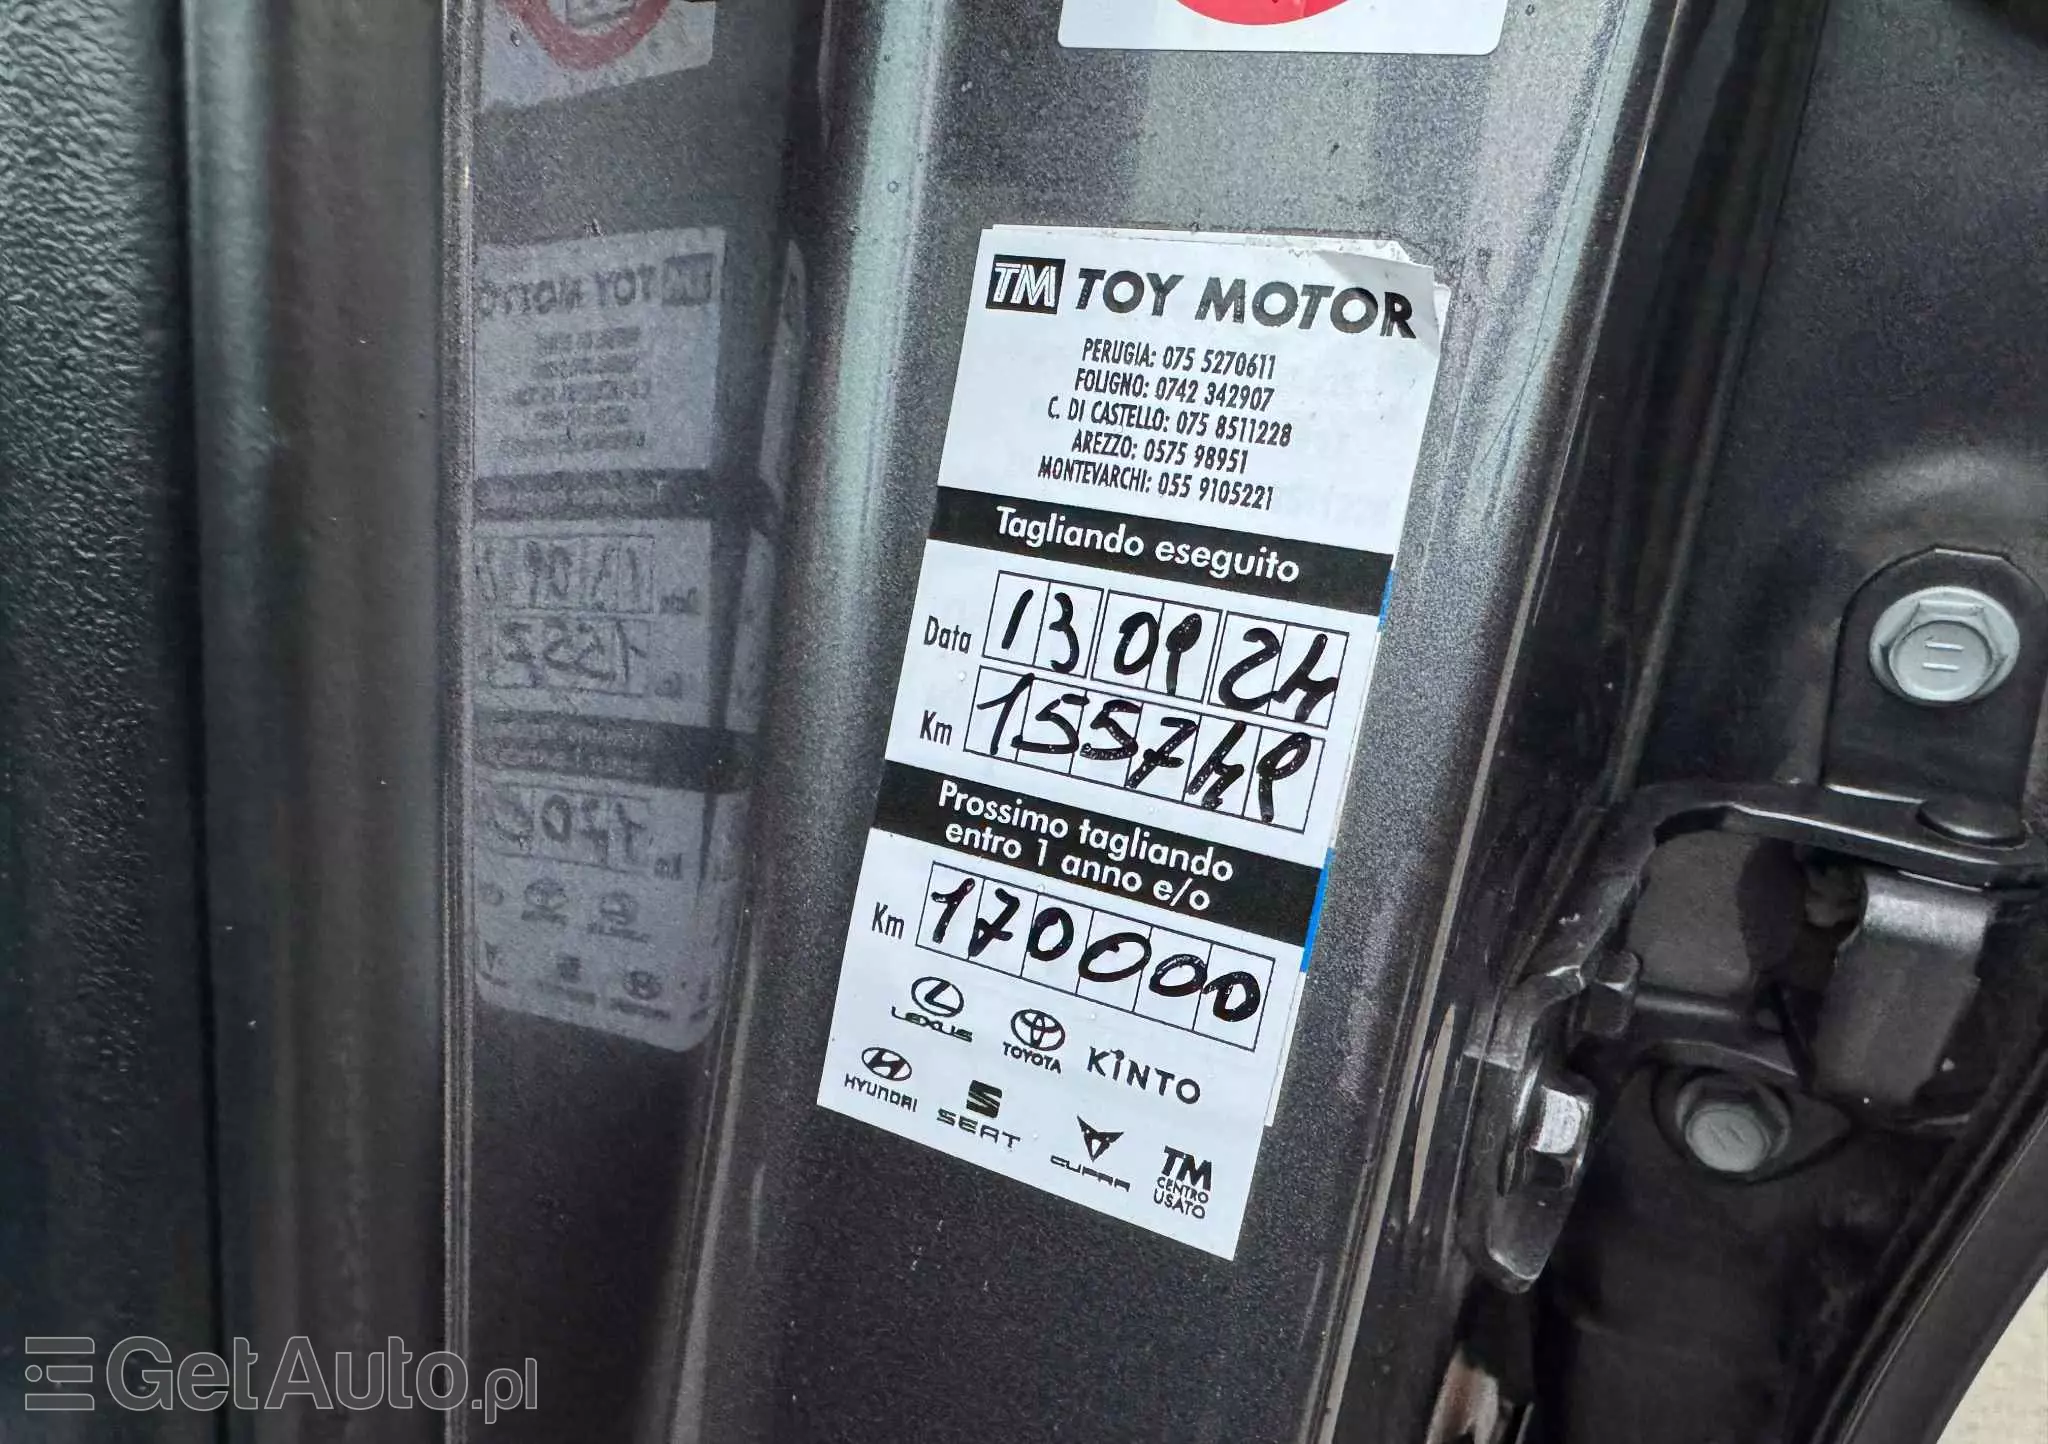 TM TOY MOTOR
PERUGIA: 075 5270611
FOLIGNO: 0742 342907
C. DI CASTELLO: 075 8511228
AREZZO: 0575 98951
MONTEVARCHI: 055 9105221
Tagliando eseguito
Data 13 09 24
Km 155749
Prossimo tagliando
entro 1 anno e/o
Km 170000
LEXUS TOYOTA KINTO
HYUNDAI SEAT CUPRA TM CENTRO USATO
GetAuto.pl